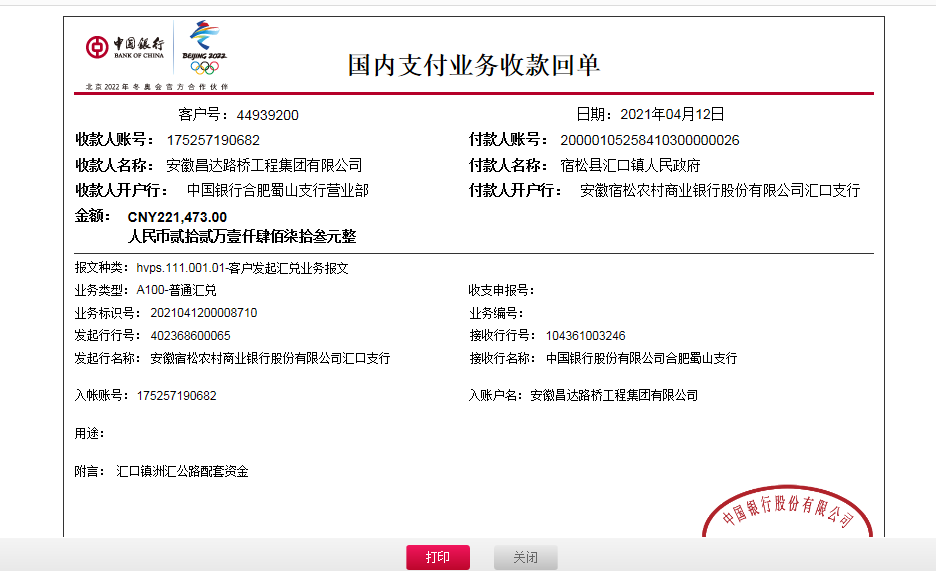 中国银行
BANK OF CHINA
BEIJING 2022
北京2022年冬奥会官方合作伙伴
国内支付业务收款回单
客户号：44939200 日期：2021年04月12日
收款人账号：175257190682 付款人账号：20000105258410300000026
收款人名称：安徽昌达路桥工程集团有限公司 付款人名称：宿松县汇口镇人民政府
收款人开户行：中国银行合肥蜀山支行营业部 付款人开户行：安徽宿松农村商业银行股份有限公司汇口支行
金额：CNY221,473.00
人民币贰拾贰万壹仟肆佰柒拾叁元整
报文种类：hvps.111.001.01-客户发起汇兑业务报文
业务类型：A100-普通汇兑 收支申报号：
业务标识号：2021041200008710 业务编号：
发起行行号：402368600065 接收行行号：104361003246
发起行名称：安徽宿松农村商业银行股份有限公司汇口支行 接收行名称：中国银行股份有限公司合肥蜀山支行
入帐账号：175257190682 入账户名：安徽昌达路桥工程集团有限公司
用途：
附言：汇口镇洲汇公路配套资金
中国银行股份有限公司
打印 关闭